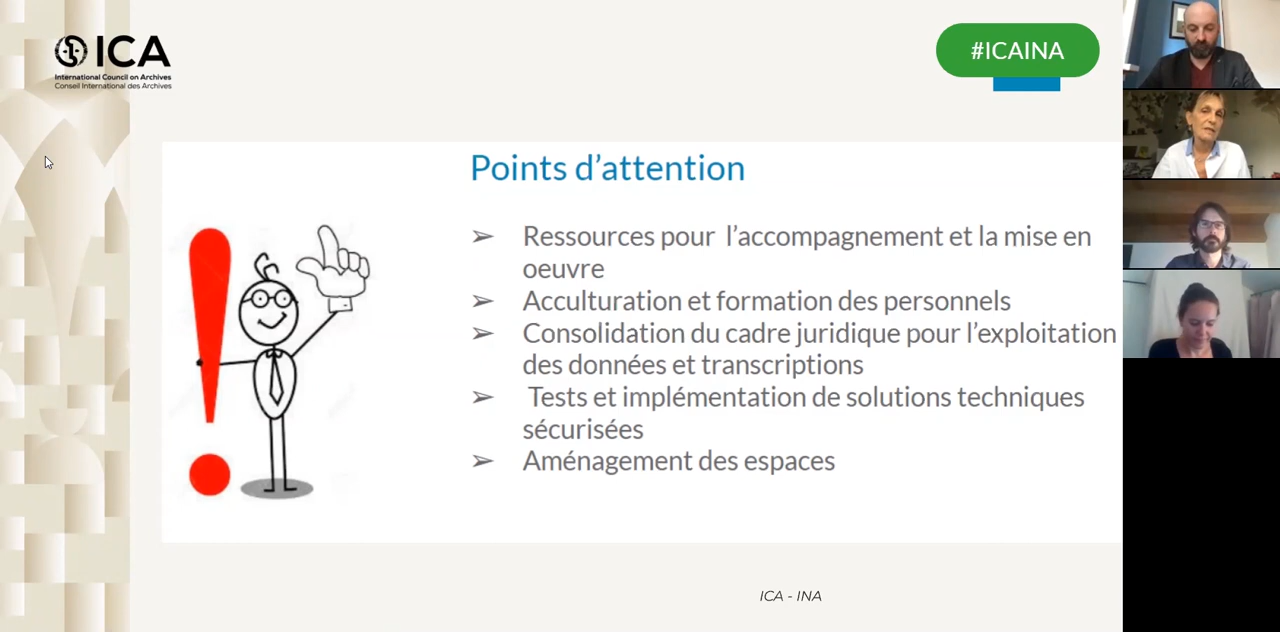 ICA
International Council on Archives
Conseil International des Archives
#ICAINA
Points d’attention
➢ Ressources pour l’accompagnement et la mise en
oeuvre
➢ Acculturation et formation des personnels
➢ Consolidation du cadre juridique pour l’exploitation
des données et transcriptions
➢ Tests et implémentation de solutions techniques
sécurisées
➢ Aménagement des espaces
ICA - INA